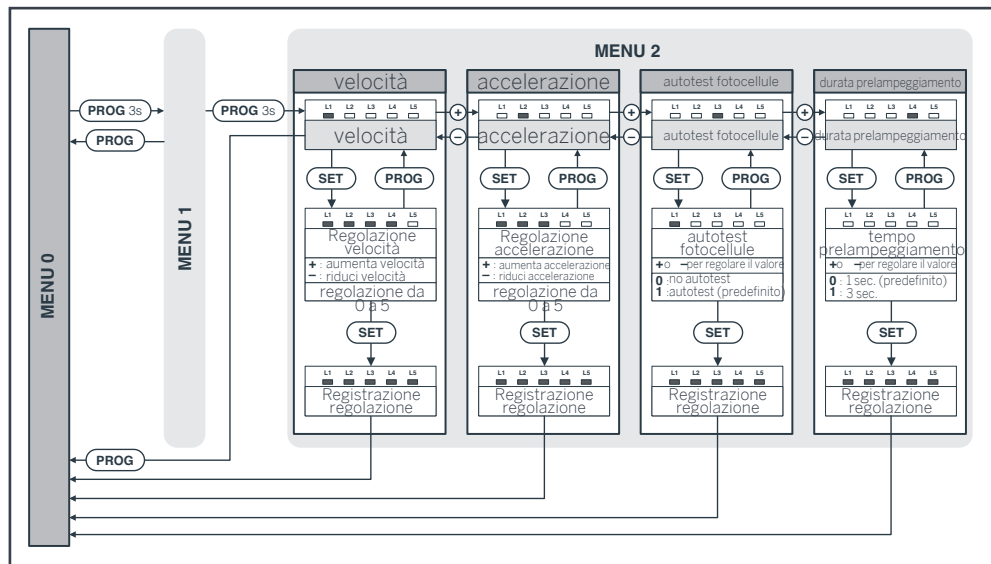 MENU 2
velocità
accelerazione
autotest fotocellule
durata prelampeggiamento
MENU 0
PROG 3s
PROG
MENU 1
PROG 3s
L1 L2 L3 L4 L5
+
L1 L2 L3 L4 L5
+
L1 L2 L3 L4 L5
+
L1 L2 L3 L4 L5
velocità
−
accelerazione
−
autotest fotocellule
−
durata prelampeggiamento
SET
PROG
SET
PROG
SET
PROG
SET
PROG
L1 L2 L3 L4 L5
Regolazione
velocità
+ : aumenta velocità
− : riduci velocità
regolazione da
0 a 5
L1 L2 L3 L4 L5
Regolazione
accelerazione
+ : aumenta accelerazione
− : riduci accelerazione
regolazione da
0 a 5
L1 L2 L3 L4 L5
autotest
fotocellule
+o −per regolare il valore
0 :no autotest
1 :autotest (predefinito)
L1 L2 L3 L4 L5
tempo
prelampeggiamento
+o −per regolare il valore
0 : 1 sec. (predefinito)
1 : 3 sec.
SET
SET
SET
SET
L1 L2 L3 L4 L5
Registrazione
regolazione
L1 L2 L3 L4 L5
Registrazione
regolazione
L1 L2 L3 L4 L5
Registrazione
regolazione
L1 L2 L3 L4 L5
Registrazione
regolazione
PROG